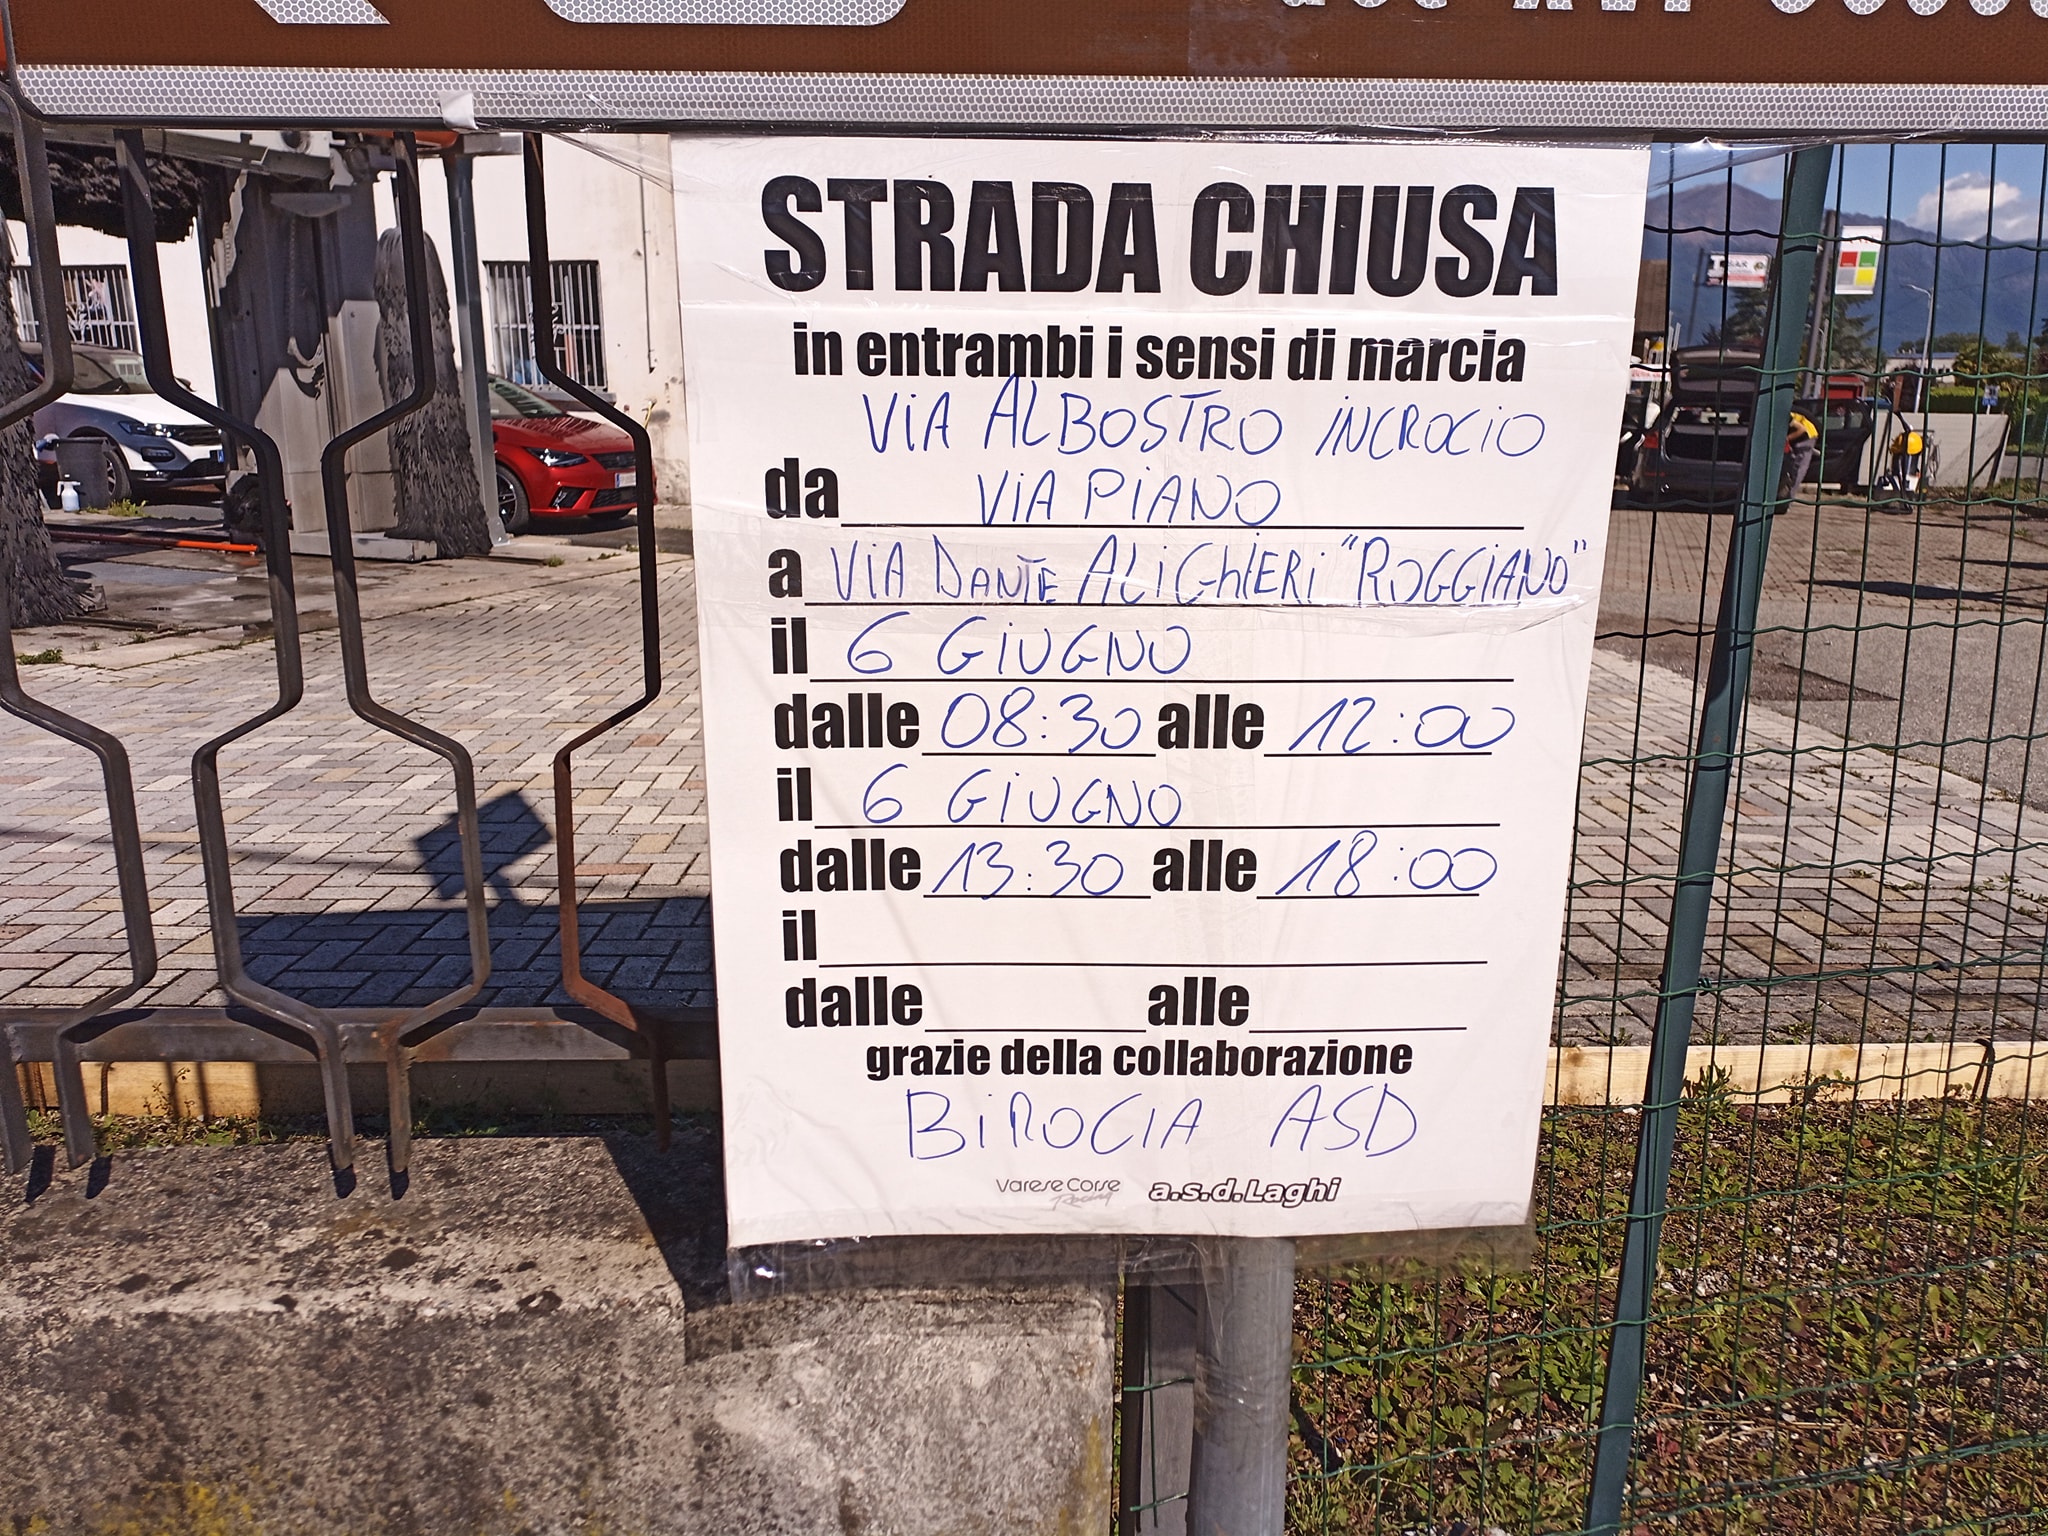 STRADA CHIUSA
in entrambi i sensi di marcia
ViA ALBOSTRO iNCROCiO
da ViA PiANO
a ViA DANTE ALiGHiERi "ROGGiANO"
il 6 GiUGNO
dalle 08:30 alle 12:00
il 6 GiUGNO
dalle 13:30 alle 18:00
il
dalle alle
grazie della collaborazione
BiROCIA ASD
Varese Corse Racing a.s.d.Laghi